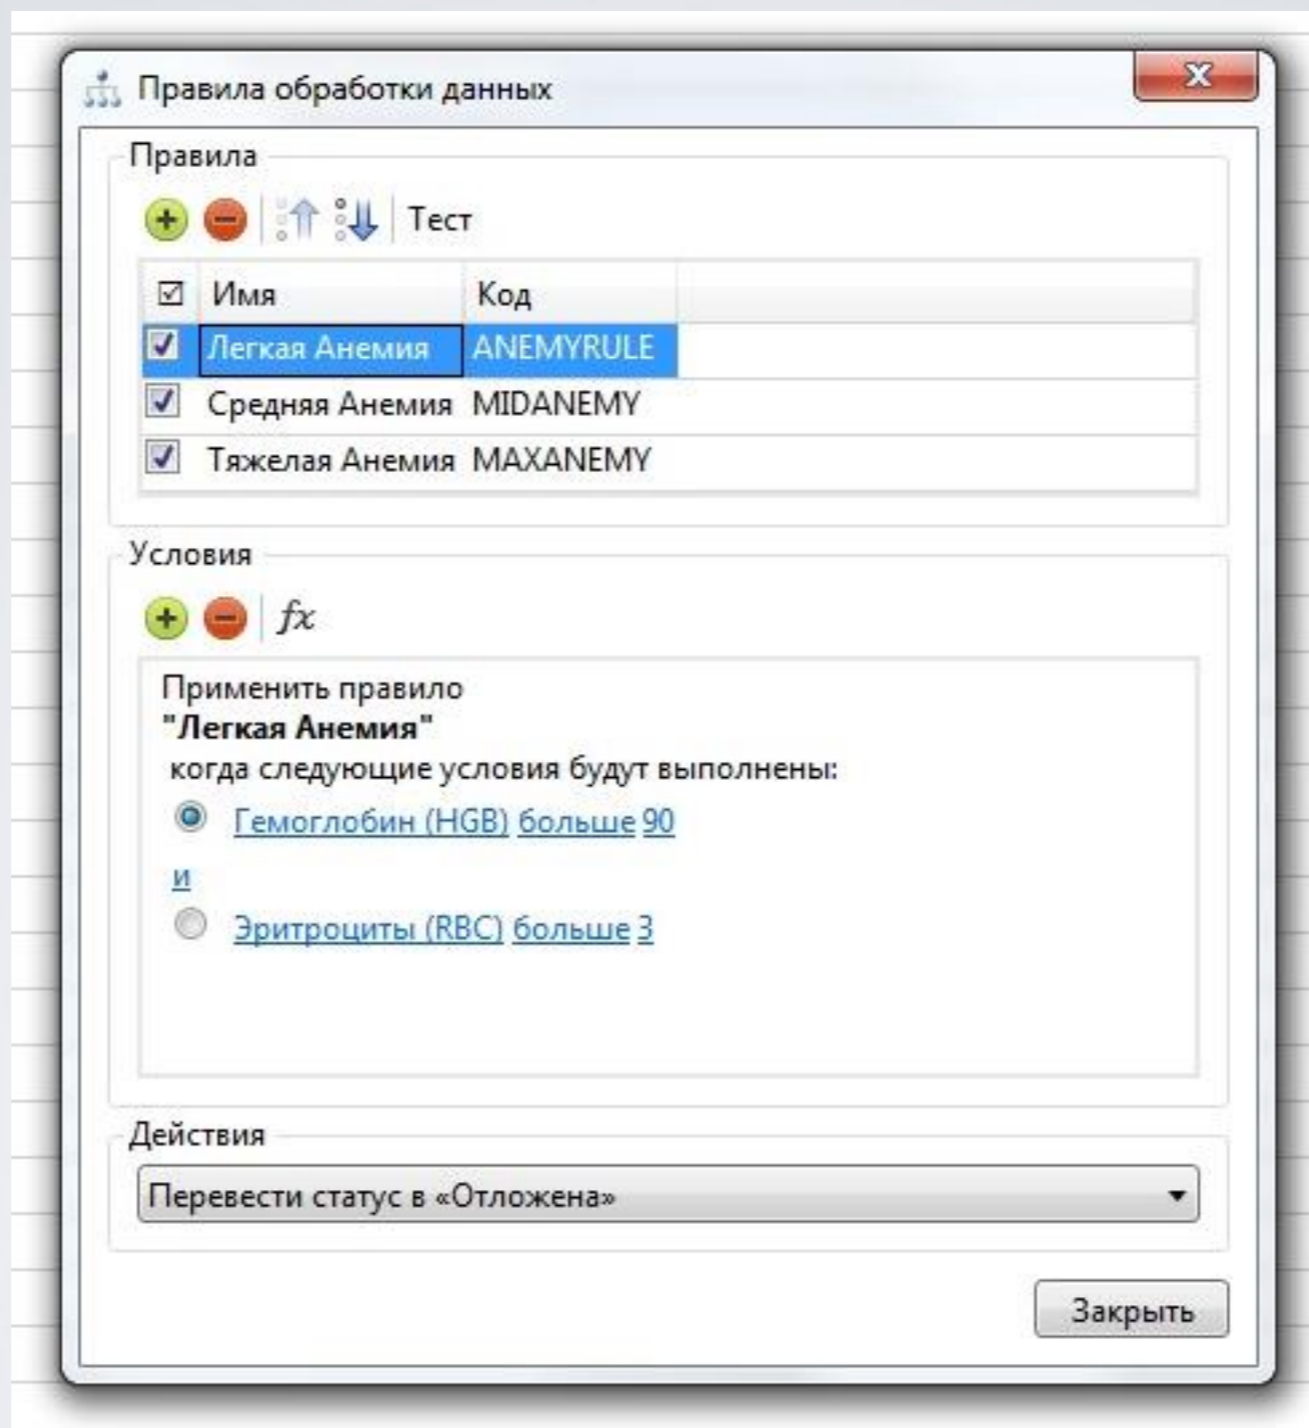 Правила обработки данных
Правила
Тест
Имя Код
Легкая Анемия ANEMYRULE
Средняя Анемия MIDANEMY
Тяжелая Анемия MAXANEMY
Условия
fx
Применить правило
"Легкая Анемия"
когда следующие условия будут выполнены:
Гемоглобин (HGB) больше 90
и
Эритроциты (RBC) больше 3
Действия
Перевести статус в «Отложена»
Закрыть